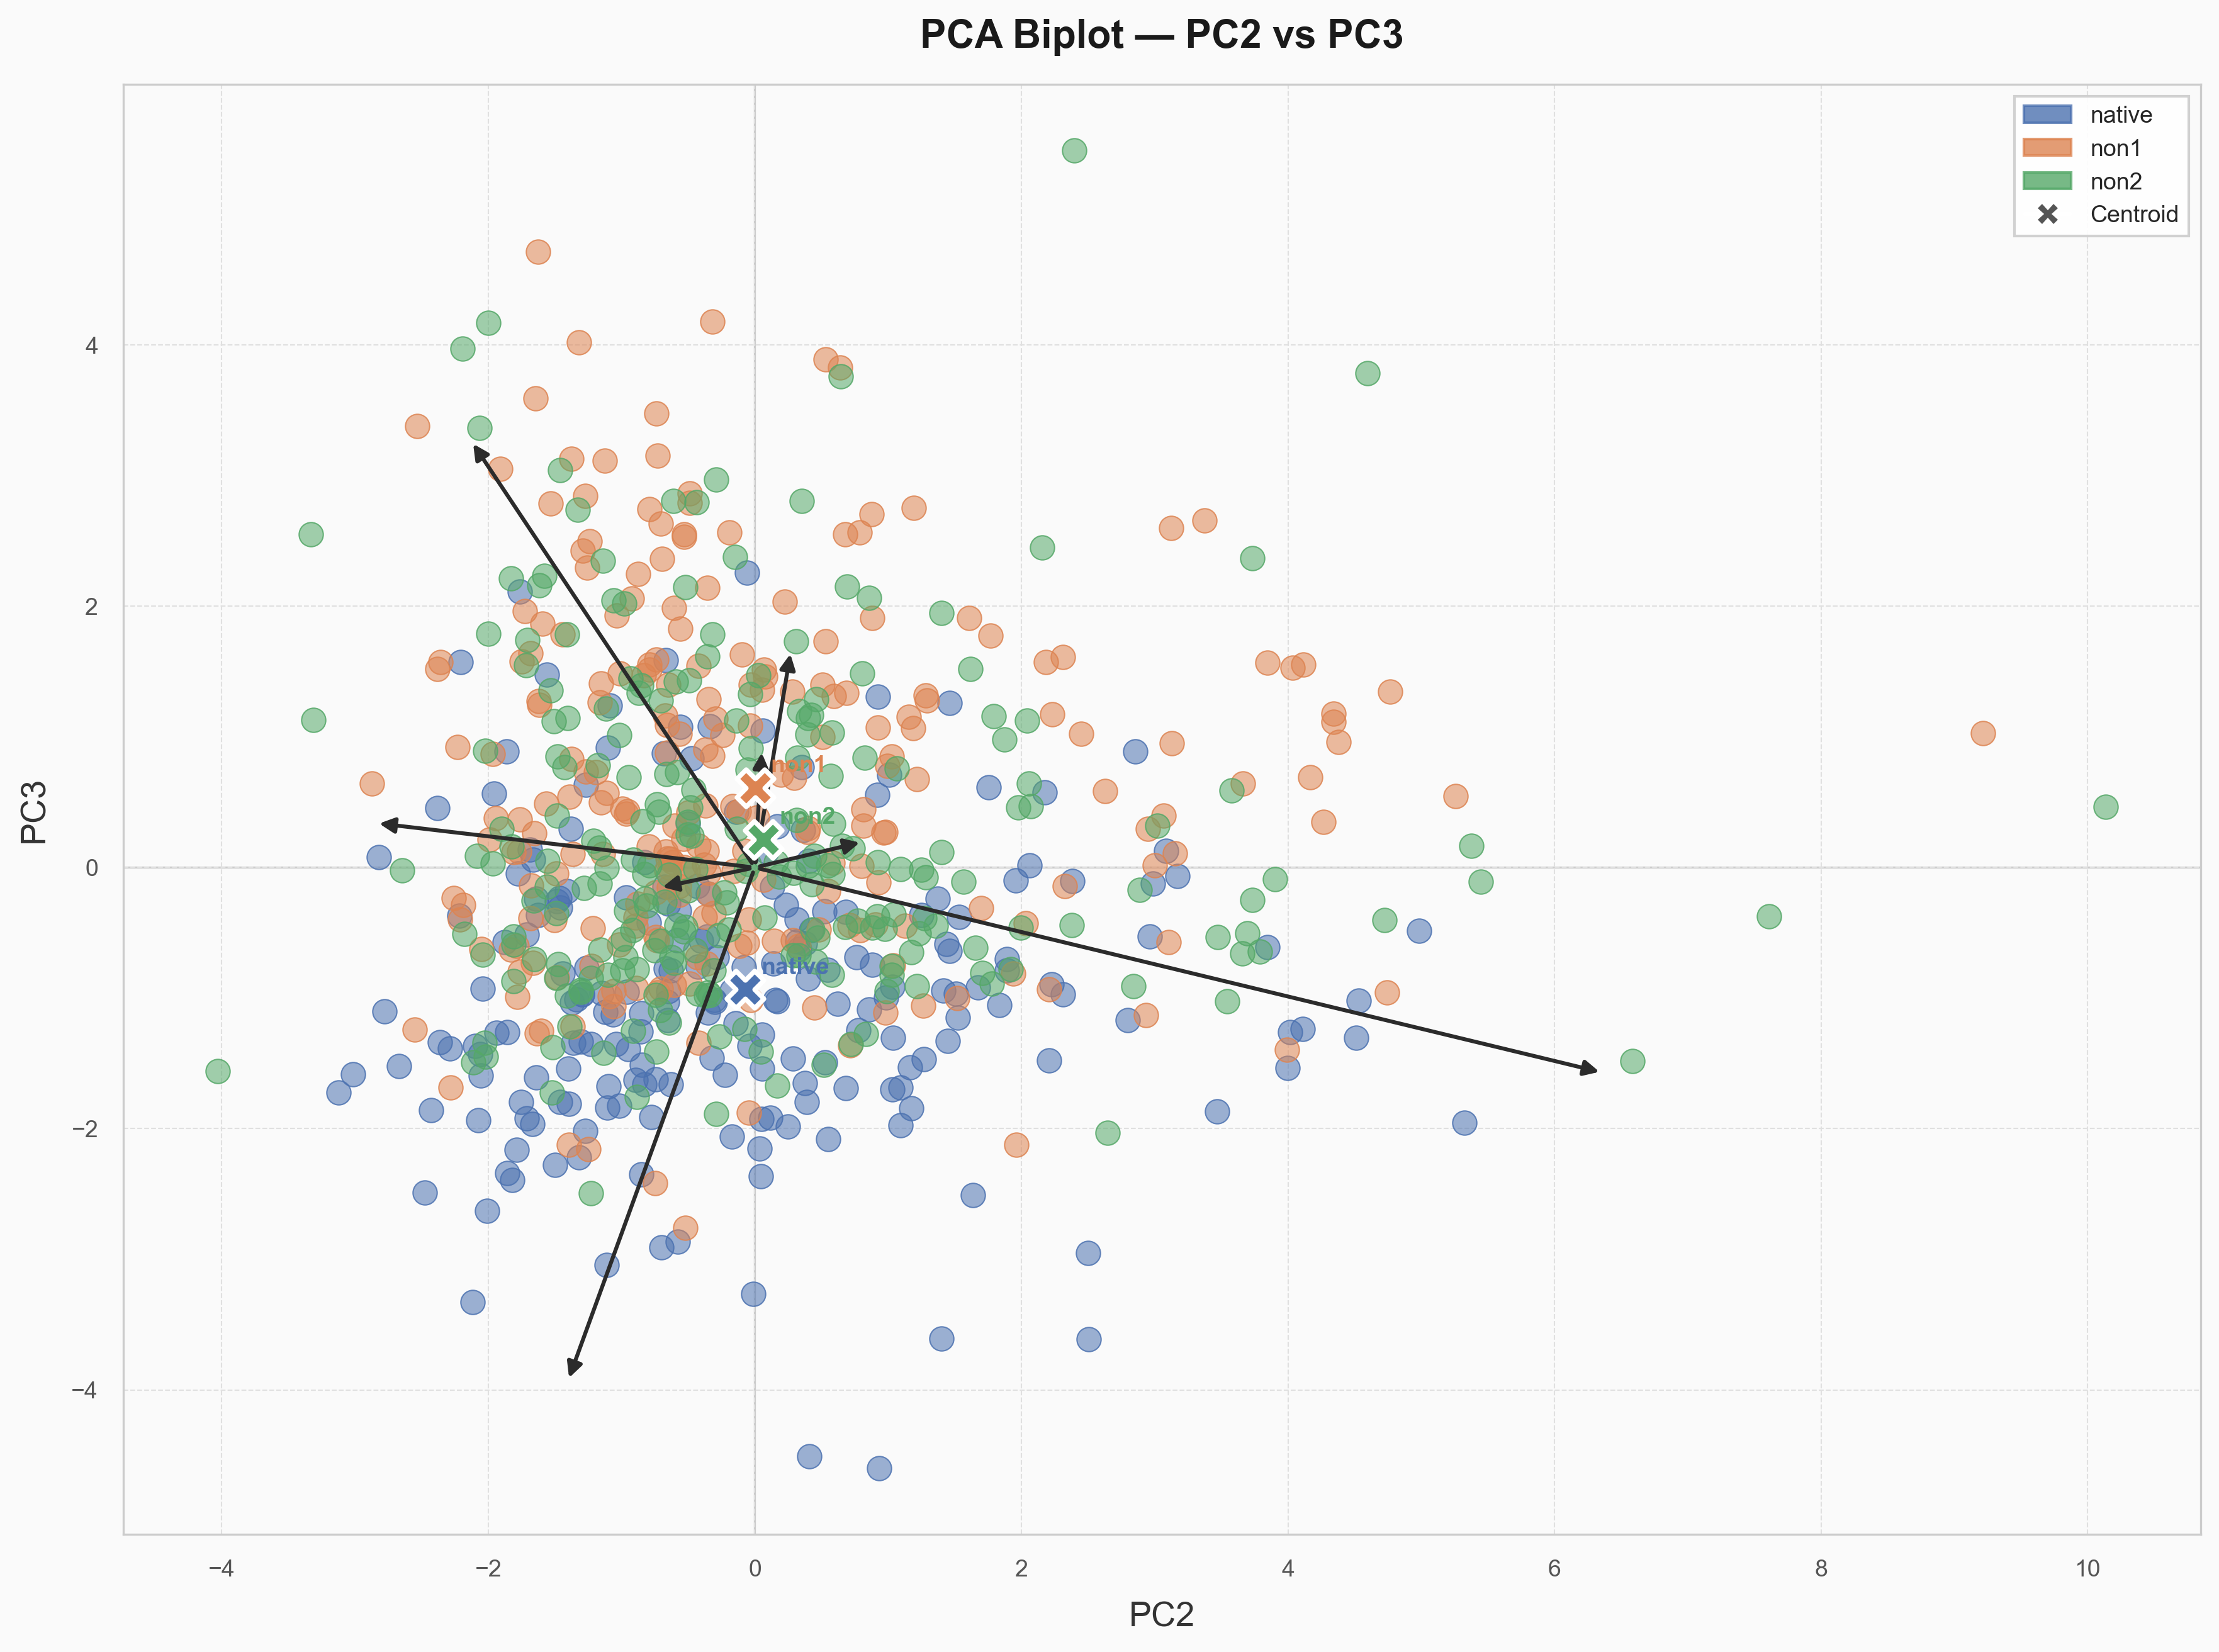 PCA Biplot — PC2 vs PC3
native
non1
non2
Centroid
4
2
0
−2
−4
non1
non2
native
−4
−2
0
2
4
6
8
10
PC2
PC3